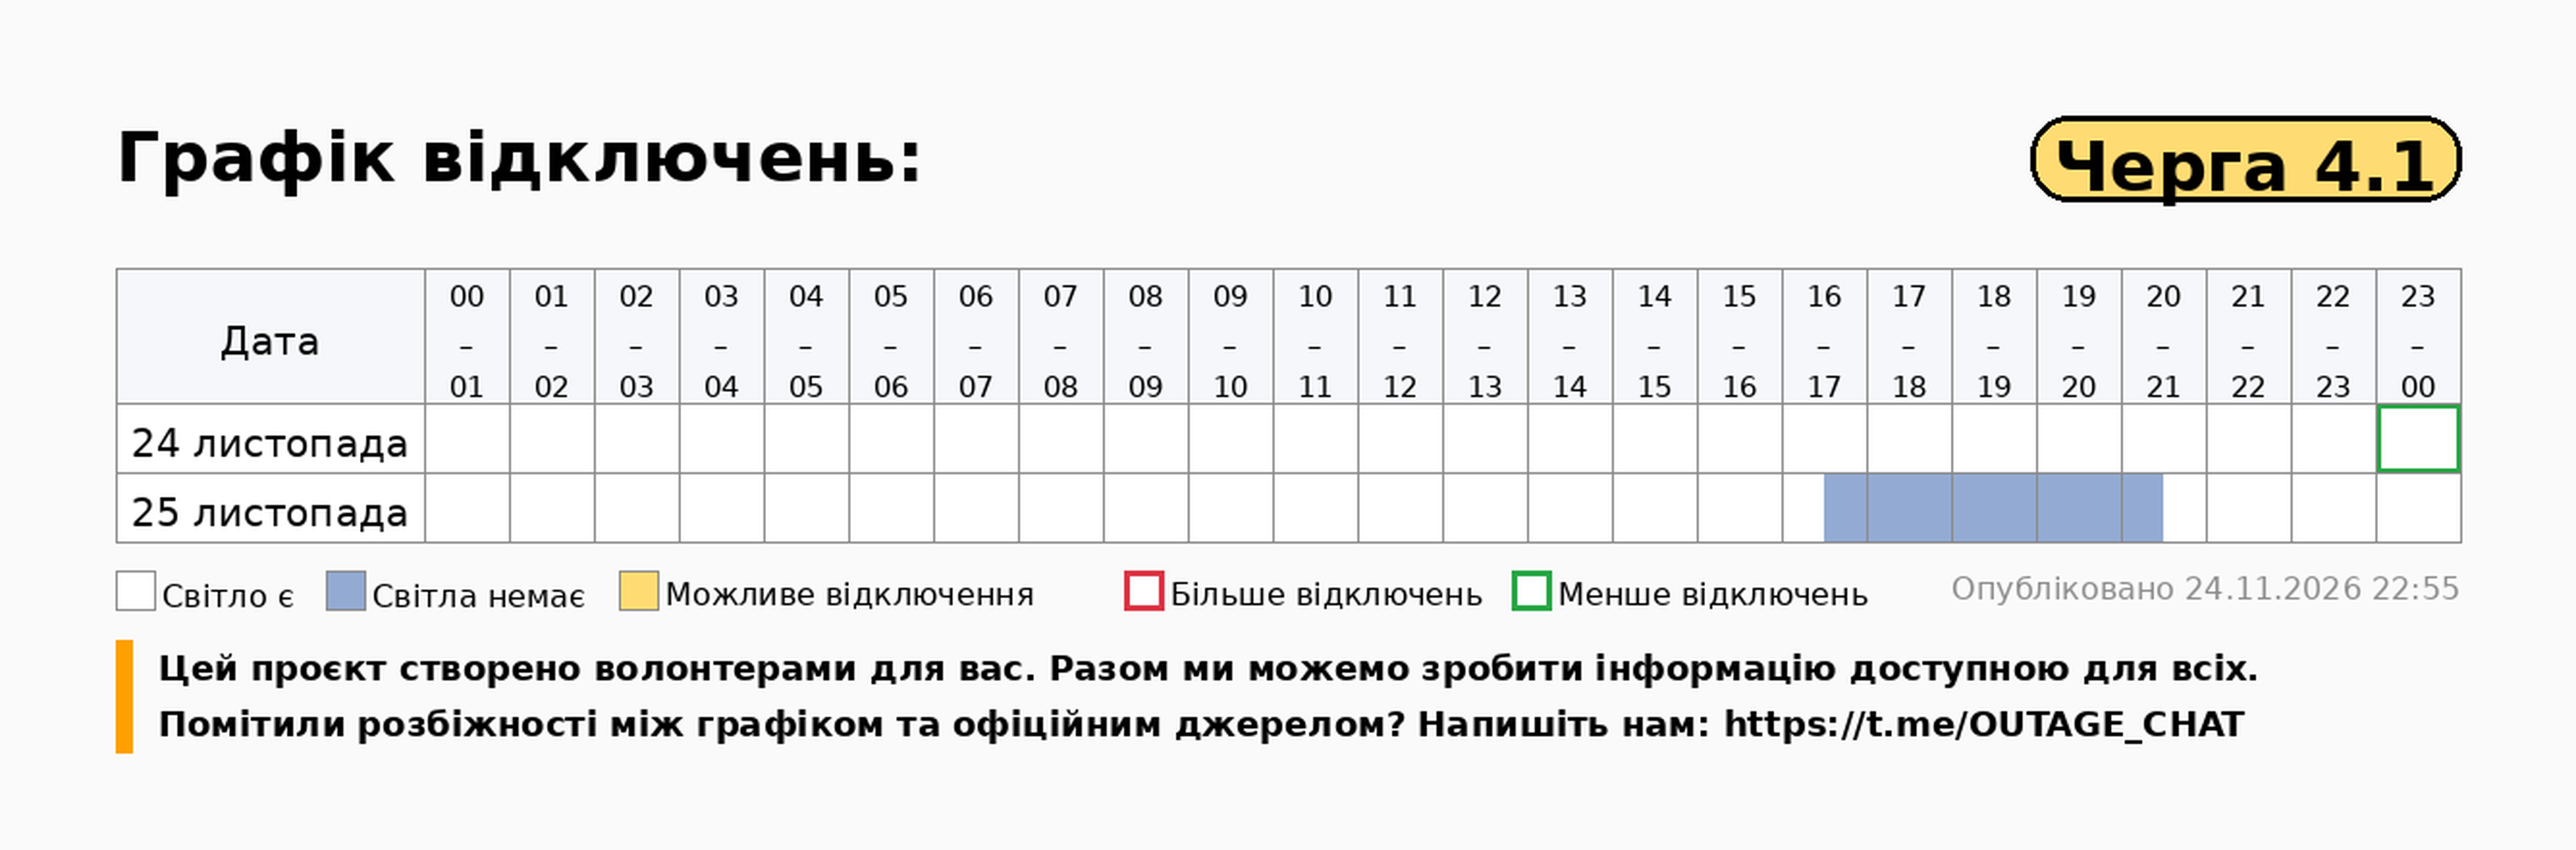 Графік відключень:
Черга 4.1
Дата 00 – 01 01 – 02 02 – 03 03 – 04 04 – 05 05 – 06 06 – 07 07 – 08 08 – 09 09 – 10 10 – 11 11 – 12 12 – 13 13 – 14 14 – 15 15 – 16 16 – 17 17 – 18 18 – 19 19 – 20 20 – 21 21 – 22 22 – 23 23 – 00
24 листопада
25 листопада
Світло є Світла немає Можливе відключення Більше відключень Менше відключень Опубліковано 24.11.2026 22:55
Цей проєкт створено волонтерами для вас. Разом ми можемо зробити інформацію доступною для всіх.
Помітили розбіжності між графіком та офіційним джерелом? Напишіть нам: https://t.me/OUTAGE_CHAT